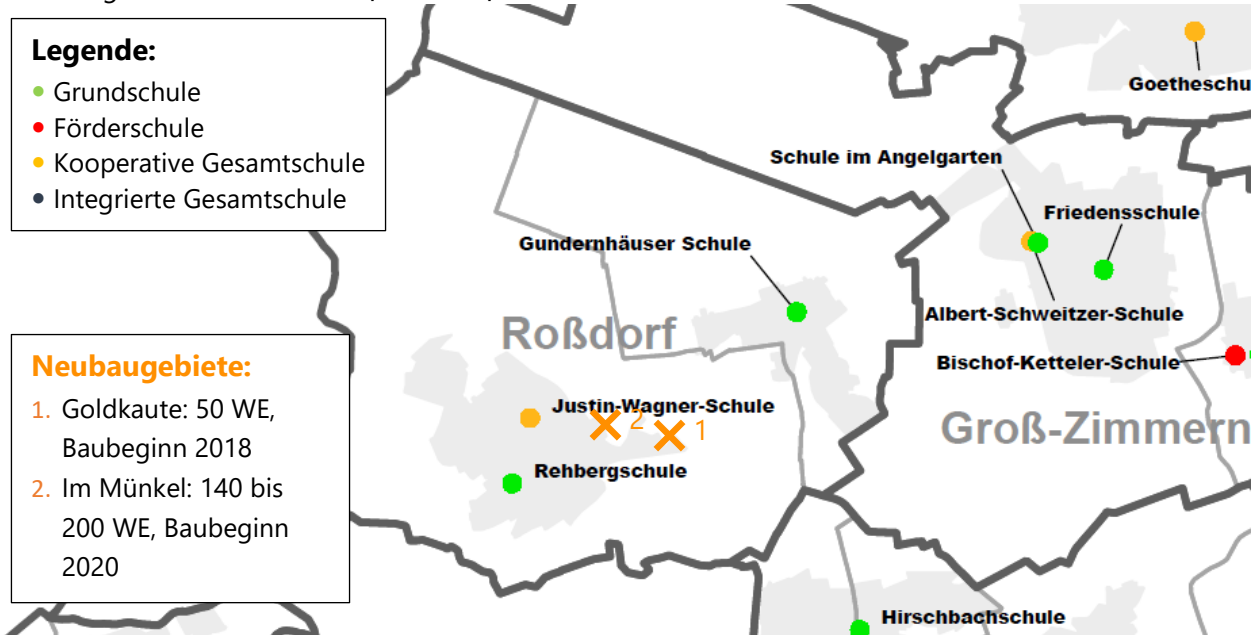 Legende:
Grundschule
Förderschule
Kooperative Gesamtschule
Integrierte Gesamtschule
Goetheschu
Schule im Angelgarten
Friedensschule
Gundernhäuser Schule
Albert-Schweitzer-Schule
Roßdorf
Bischof-Ketteler-Schule
Neubaugebiete:
1. Goldkaute: 50 WE,
Baubeginn 2018
2. Im Münkel: 140 bis
200 WE, Baubeginn
2020
Justin-Wagner-Schule
2
1
Groß-Zimmern
Rehbergschule
Hirschbachschule